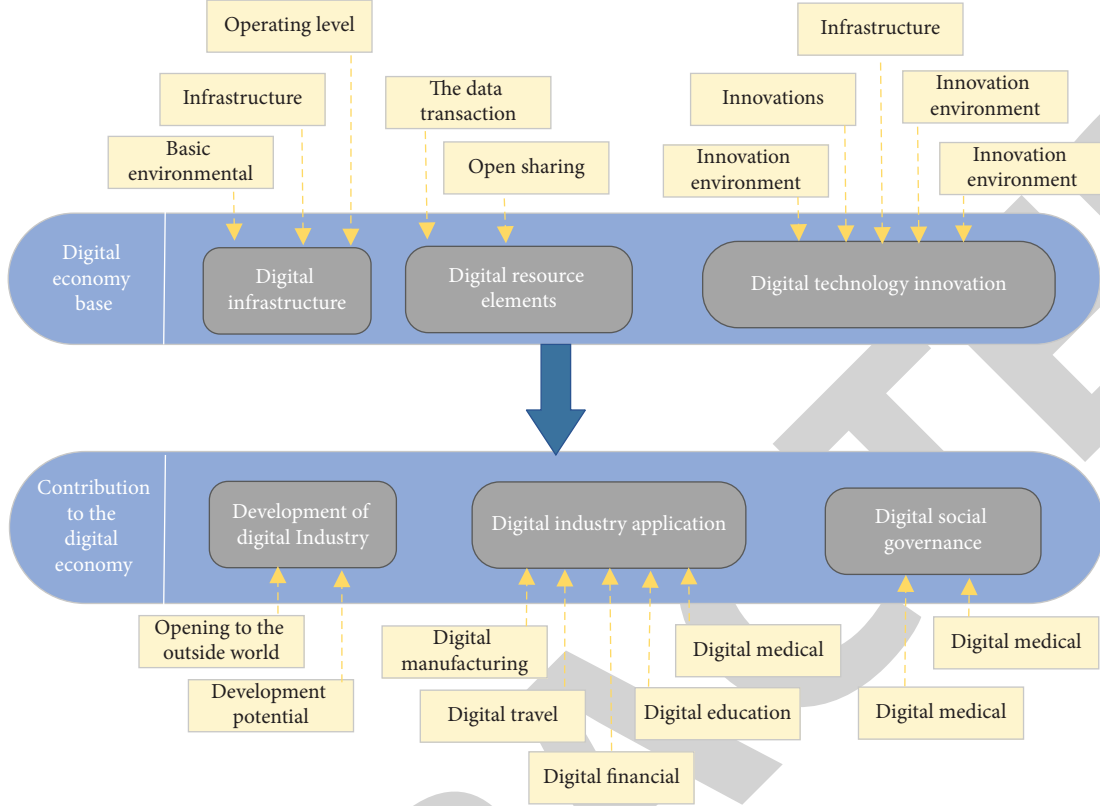 Operating level
Infrastructure
Basic
environmental
The data
transaction
Open sharing
Infrastructure
Innovations
Innovation
environment
Innovation
environment
Innovation
environment
Digital
economy
base
Digital
infrastructure
Digital resource
elements
Digital technology innovation
Contribution
to the
digital
economy
Development of
digital Industry
Digital industry application
Digital social
governance
Opening to the
outside world
Development
potential
Digital
manufacturing
Digital travel
Digital financial
Digital education
Digital medical
Digital medical
Digital medical